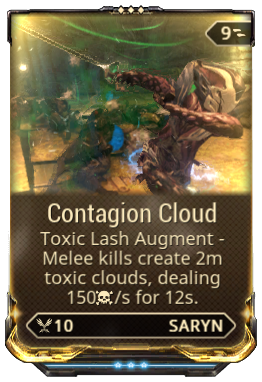 9
Contagion Cloud
Toxic Lash Augment -
Melee kills create 2m
toxic clouds, dealing
150/s for 12s.
10 SARYN